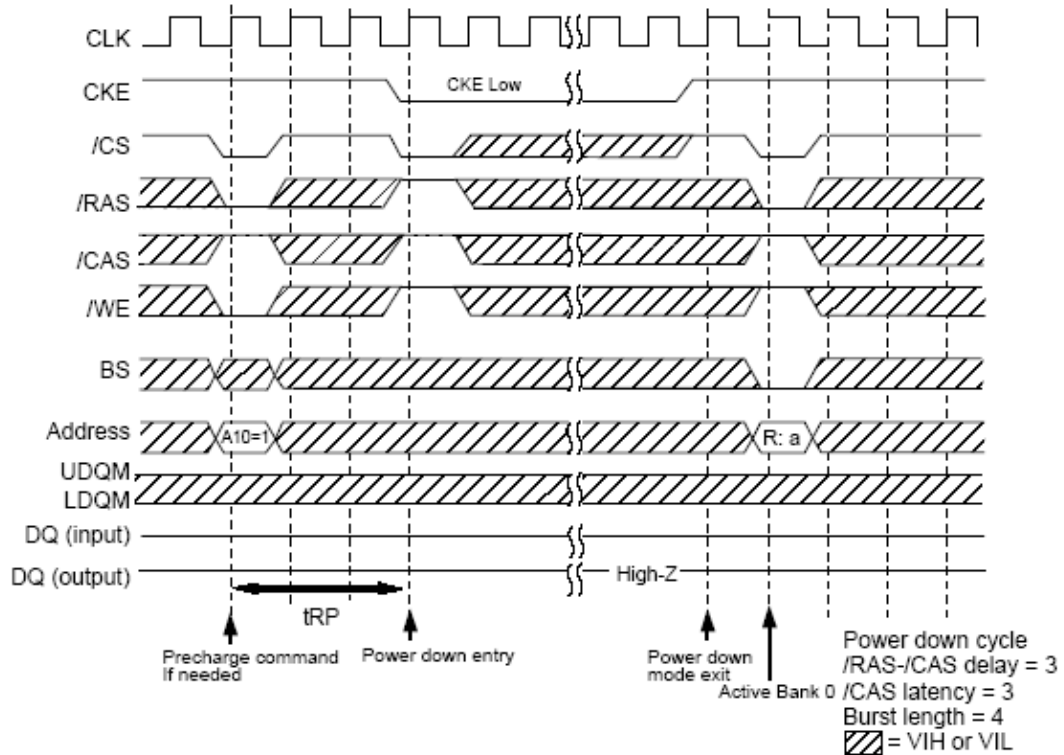 CLK
CKE
CKE Low
/CS
/RAS
/CAS
/WE
BS
Address
A10=1
R: a
UDQM
LDQM
DQ (input)
DQ (output)
High-Z
tRP
Precharge command
If needed
Power down entry
Power down
mode exit
Active Bank 0
Power down cycle
/RAS-/CAS delay = 3
/CAS latency = 3
Burst length = 4
= VIH or VIL